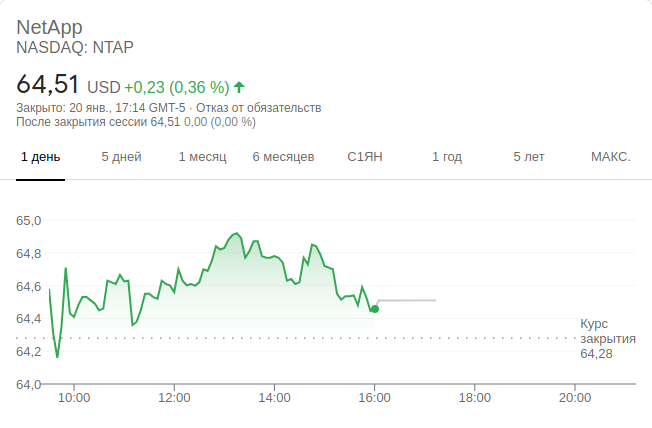 NetApp
NASDAQ: NTAP
64,51 USD +0,23 (0,36 %)
Закрыто: 20 янв., 17:14 GMT-5 · Отказ от обязательств
После закрытия сессии 64,51 0,00 (0,00 %)
1 день 5 дней 1 месяц 6 месяцев С1ЯН 1 год 5 лет МАКС.
65,0
64,8
64,6
64,4
64,2
64,0
Курс
закрытия
64,28
10:00 12:00 14:00 16:00 18:00 20:00